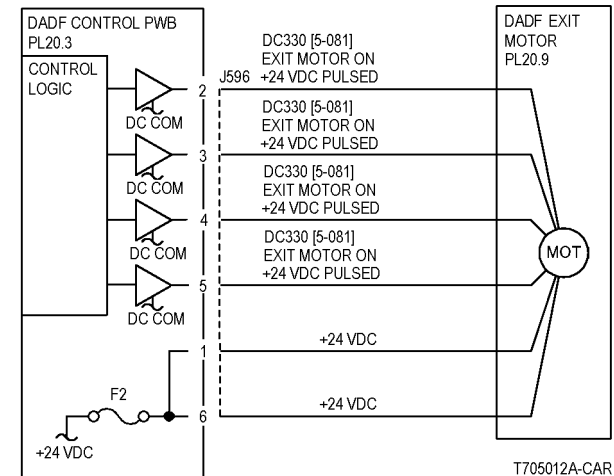 DADF CONTROL PWB
PL20.3
CONTROL
LOGIC
DC COM
DC COM
DC COM
DC COM
F2
+24 VDC
2
3
4
5
1
6
J596
DC330 [5-081]
EXIT MOTOR ON
+24 VDC PULSED
DC330 [5-081]
EXIT MOTOR ON
+24 VDC PULSED
DC330 [5-081]
EXIT MOTOR ON
+24 VDC PULSED
DC330 [5-081]
EXIT MOTOR ON
+24 VDC PULSED
+24 VDC
+24 VDC
DADF EXIT
MOTOR
PL20.9
MOT
T705012A-CAR